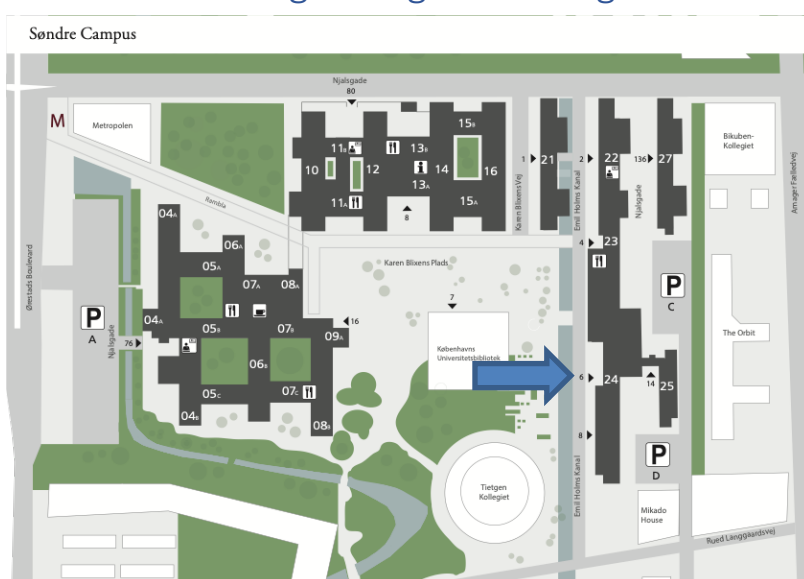 Søndre Campus
Njalsgade
80
M
Metropolen
Bikuben-
Kollegiet
15B
11B
13B
10
12
14
16
13A
11A
15A
8
1
21
2
22
136
27
Karen Blixens Vej
Emil Holms Kanal
Njalsgade
Amager Fælledvej
Rambla
04A
06A
05A
07A
08A
Karen Blixens Plads
4
23
Ørestads Boulevard
P
A
Njalsgade
76
04A
05B
07B
09A
16
7
Københavns
Universitetsbibliotek
P
C
The Orbit
06B
05C
07C
04B
08B
6
24
14
25
8
P
D
Tietgen
Kollegiet
Emil Holms Kanal
Mikado
House
Rued Langgaardsvej